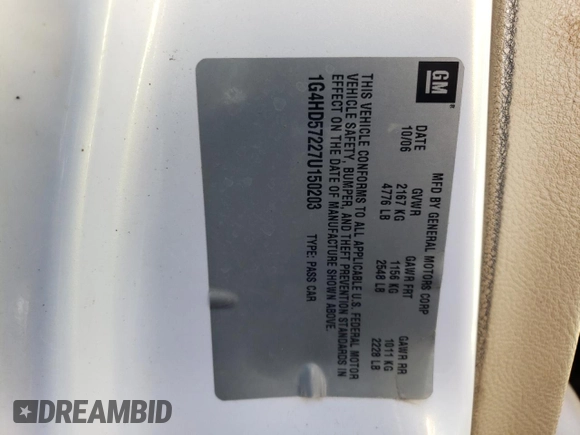 GM
®
MFD BY GENERAL MOTORS CORP
DATE GVWR GAWR FRT GAWR RR
10/06 2167 KG 1156 KG 1011 KG
4776 LB 2548 LB 2228 LB
THIS VEHICLE CONFORMS TO ALL APPLICABLE U.S. FEDERAL MOTOR
VEHICLE SAFETY, BUMPER, AND THEFT PREVENTION STANDARDS IN
EFFECT ON THE DATE OF MANUFACTURE SHOWN ABOVE.
1G4HD57227U150203 TYPE: PASS CAR
DREAMBID